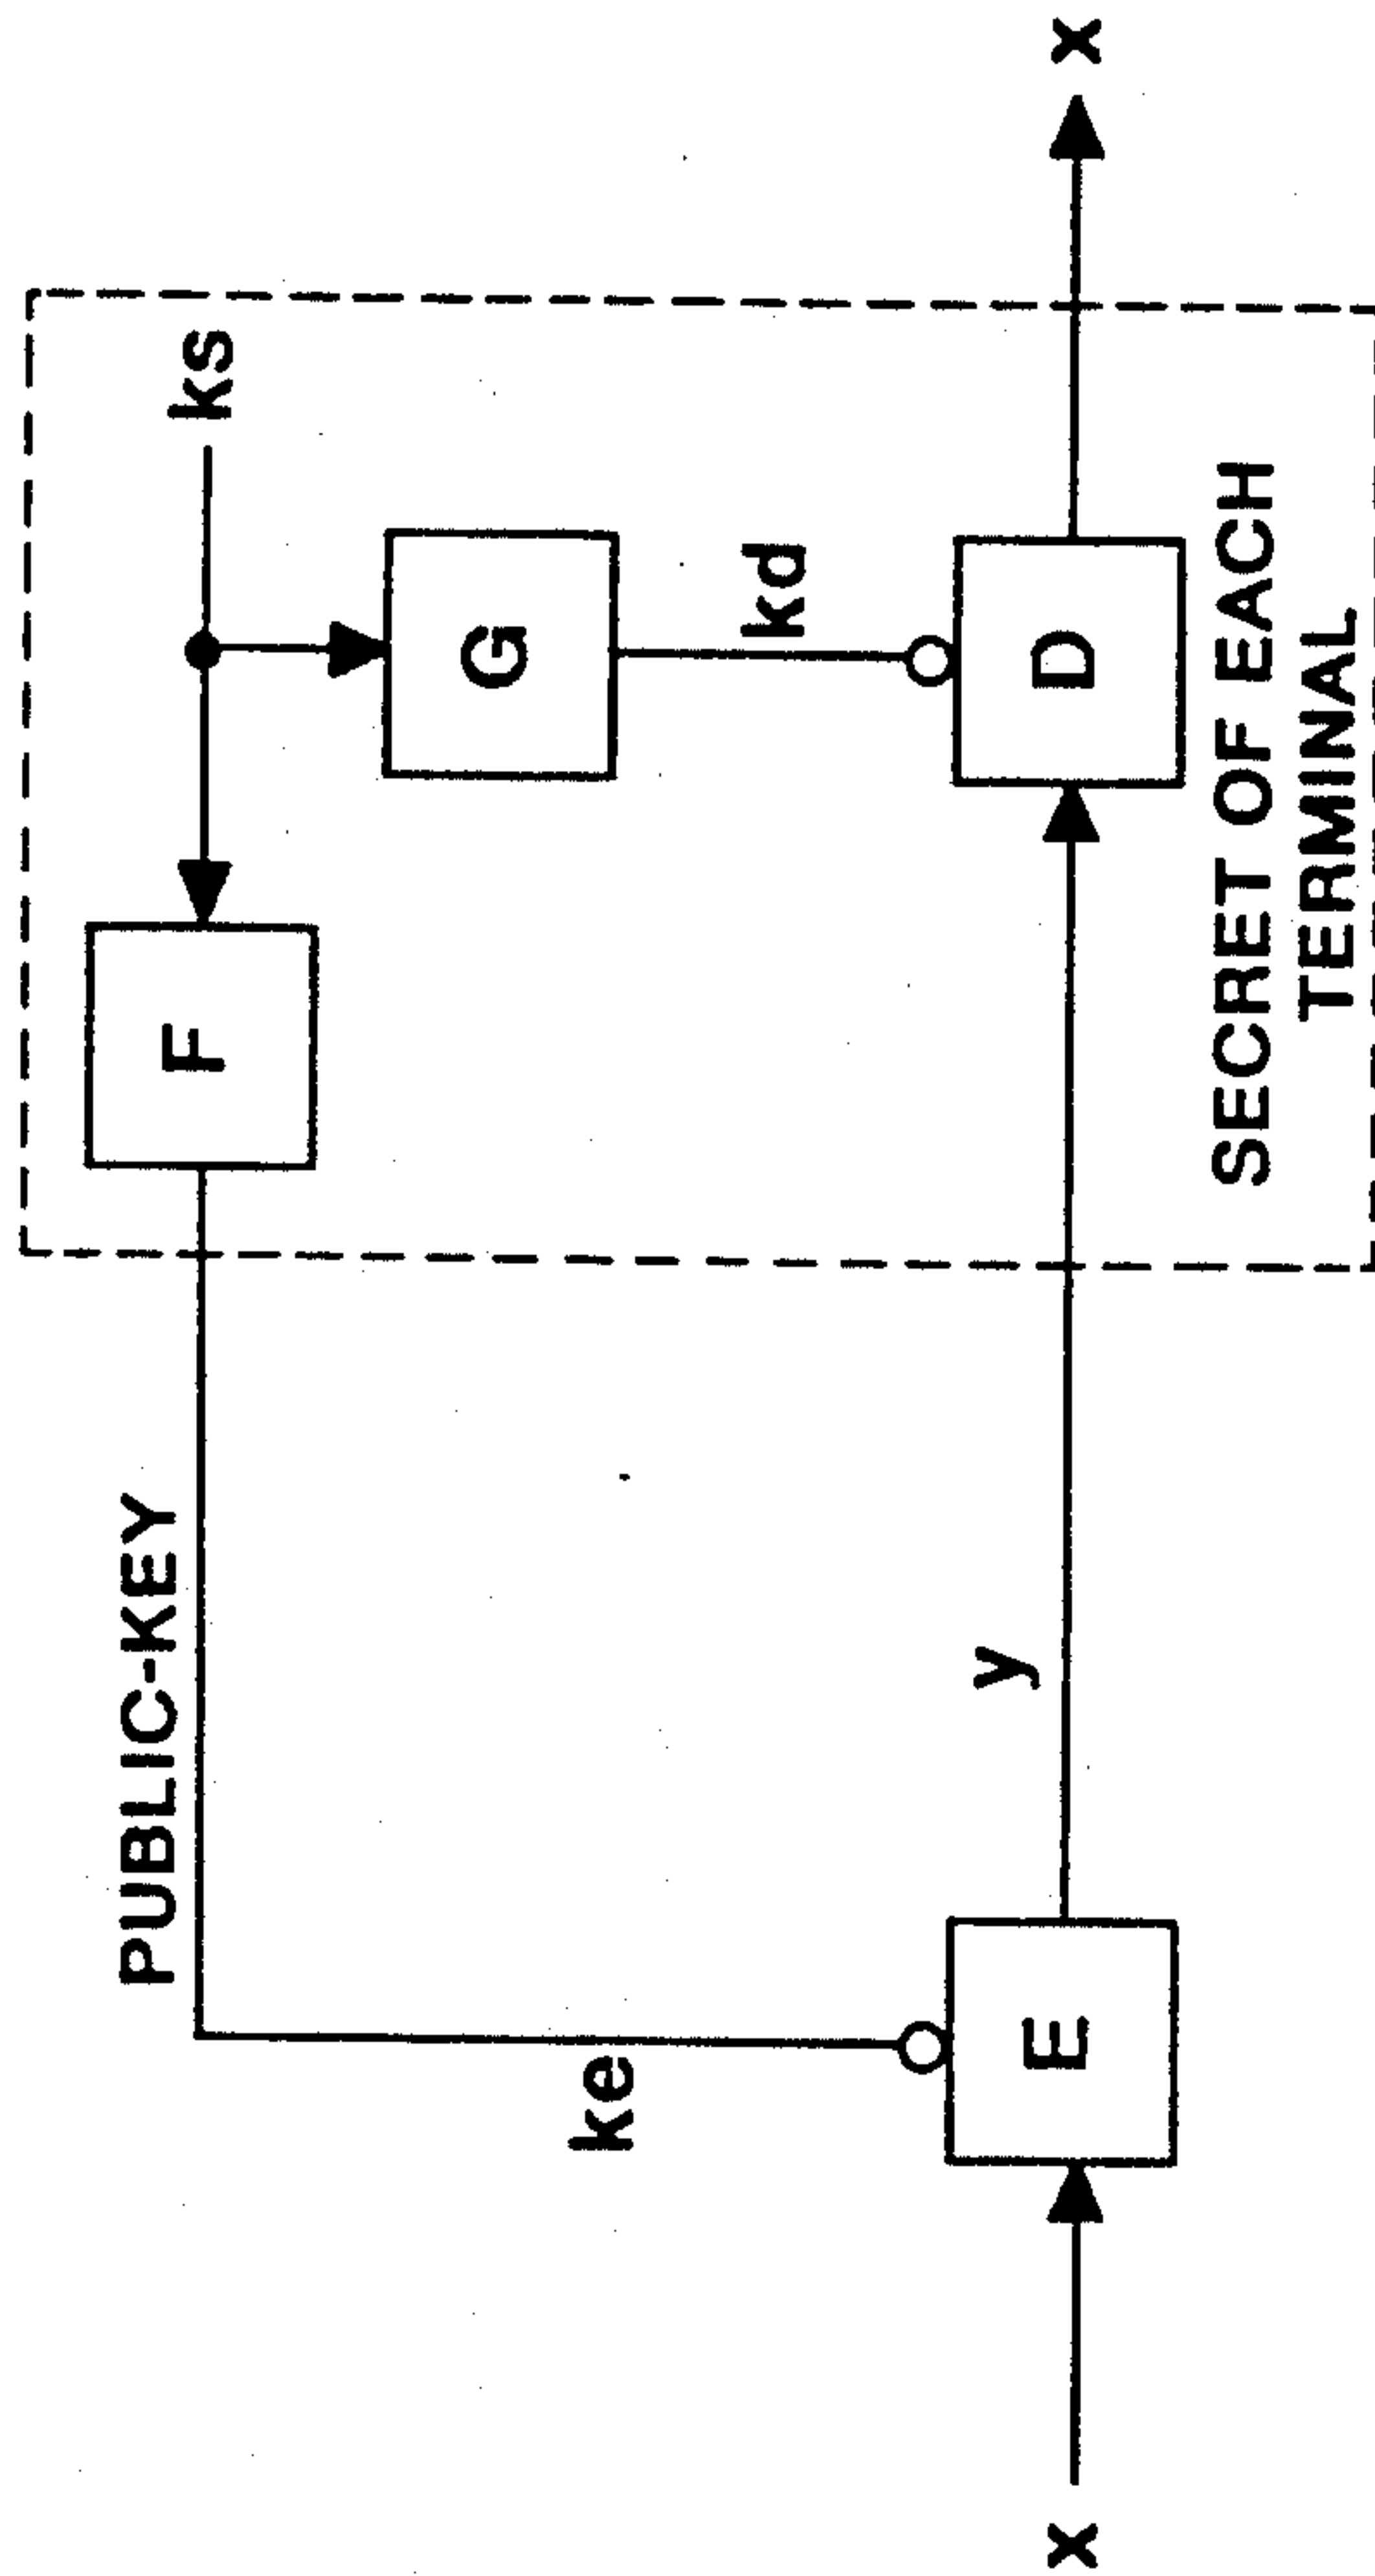 PUBLIC-KEY
F
ks
G
ke
kd
x
E
y
D
x
SECRET OF EACH
TERMINAL